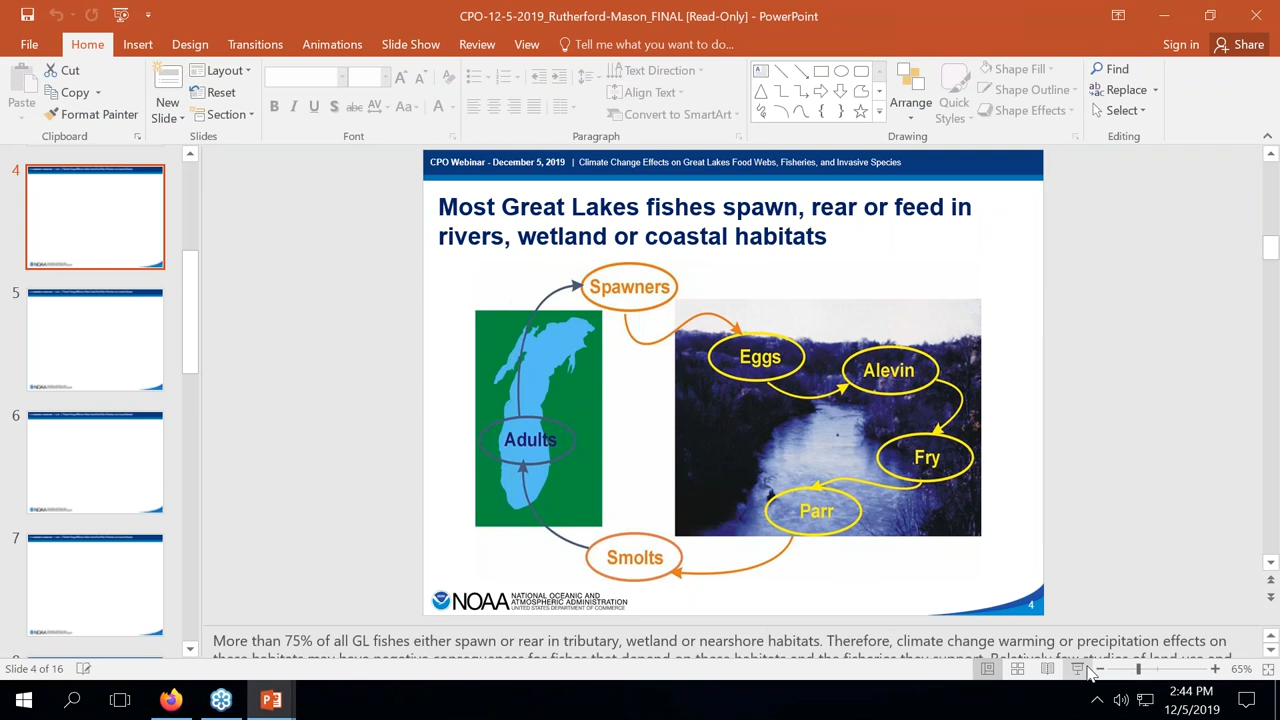 CPO-12-5-2019_Rutherford-Mason_FINAL [Read-Only] - PowerPoint
File Home Insert Design Transitions Animations Slide Show Review View Tell me what you want to do... Sign in Share
Paste
Cut
Copy
Format Painter
Clipboard
New Slide
Layout
Reset
Section
Slides
B I U S abc AV Aa A
Font
Text Direction
Align Text
Convert to SmartArt
Paragraph
Arrange
Quick Styles
Shape Fill
Shape Outline
Shape Effects
Drawing
Find
Replace
Select
Editing
4
5
6
7
CPO Webinar - December 5, 2019 | Climate Change Effects on Great Lakes Food Webs, Fisheries, and Invasive Species
Most Great Lakes fishes spawn, rear or feed in
rivers, wetland or coastal habitats
Spawners
Eggs
Alevin
Adults
Fry
Parr
Smolts
NOAA NATIONAL OCEANIC AND
ATMOSPHERIC ADMINISTRATION
UNITED STATES DEPARTMENT OF COMMERCE
4
More than 75% of all GL fishes either spawn or rear in tributary, wetland or nearshore habitats. Therefore, climate change warming or precipitation effects on
Slide 4 of 16
65%
2:44 PM
12/5/2019